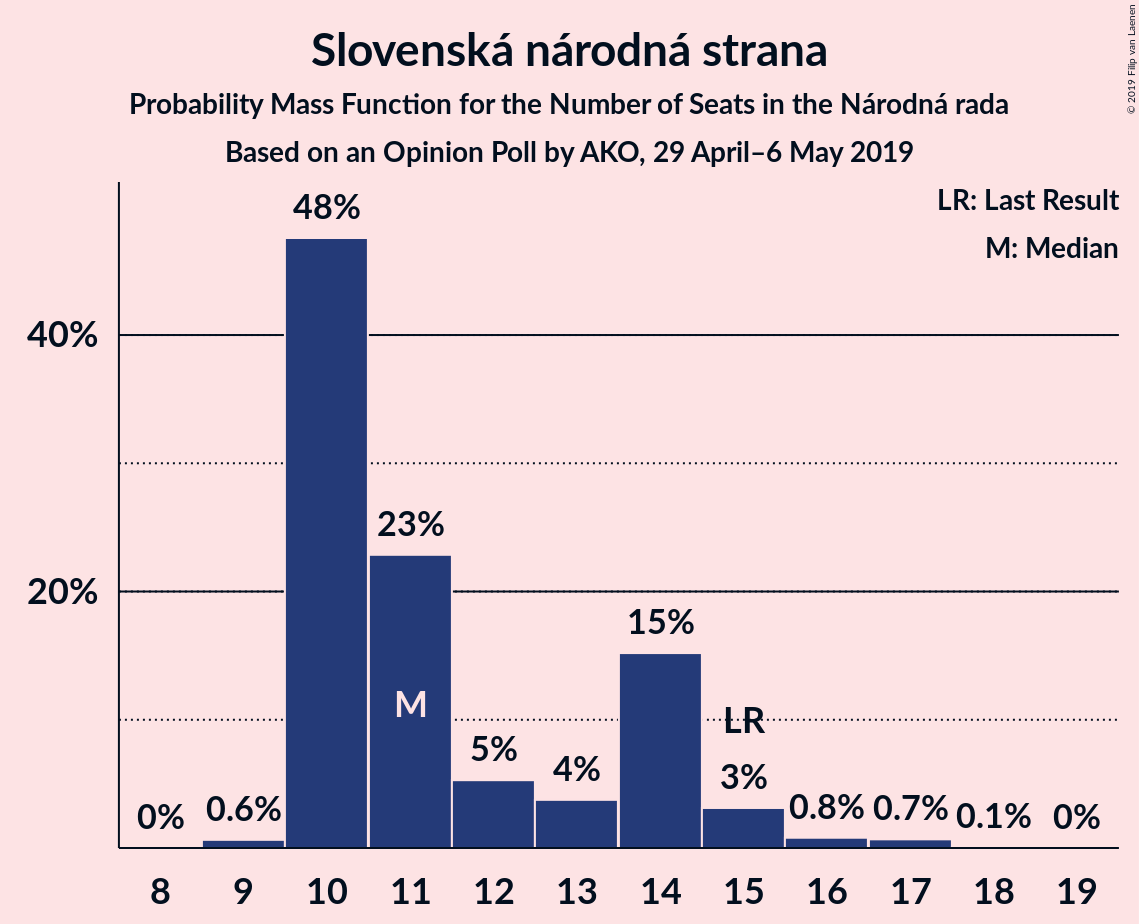 Slovenská národná strana
Probability Mass Function for the Number of Seats in the Národná rada
Based on an Opinion Poll by AKO, 29 April–6 May 2019
© 2019 Filip van Laenen
LR: Last Result
M: Median
48%
40%
23%
20%
15%
M
LR
5%
4%
3%
0%
0.6%
0.8%
0.7%
0.1%
0%
8 9 10 11 12 13 14 15 16 17 18 19